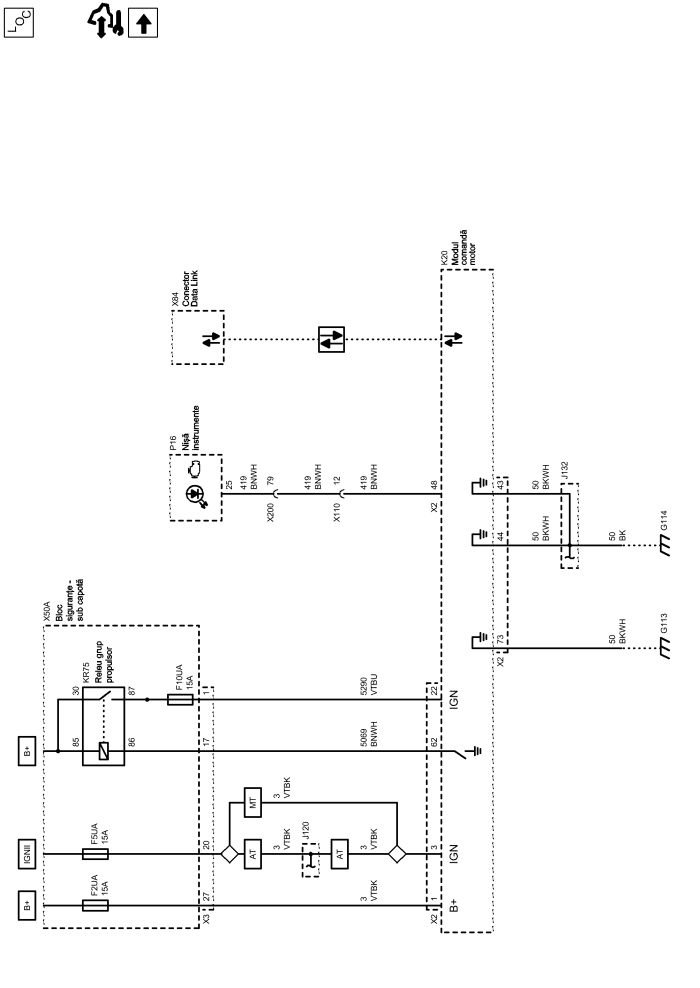 LOC
B+
IGNII
B+
X50A
Bloc
siguranțe -
sub capotă
F2UA
15A
F5UA
15A
KR75
Releu grup
propulsor
85
30
86
87
F10UA
15A
X3
27
20
17
1
AT
MT
3
VTBK
3
VTBK
J120
AT
3
VTBK
3
VTBK
5069
BNWH
5290
VTBU
X2
1
3
62
22
B+
IGN
IGN
P16
Nișă
instrumente
25
419
BNWH
X200
79
419
BNWH
X110
12
419
BNWH
X2
48
X84
Conector
Data Link
K20
Modul
comandă
motor
X2
73
44
43
50
BKWH
50
BKWH
J132
50
BKWH
50
BK
G113
G114